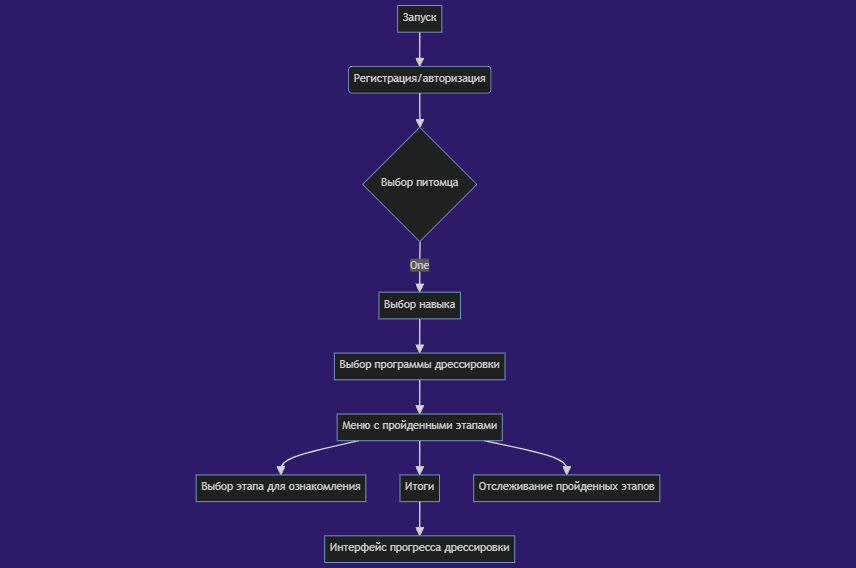 Запуск
Регистрация/авторизация
Выбор питомца
One
Выбор навыка
Выбор программы дрессировки
Меню с пройденными этапами
Выбор этапа для ознакомления
Итоги
Отслеживание пройденных этапов
Интерфейс прогресса дрессировки